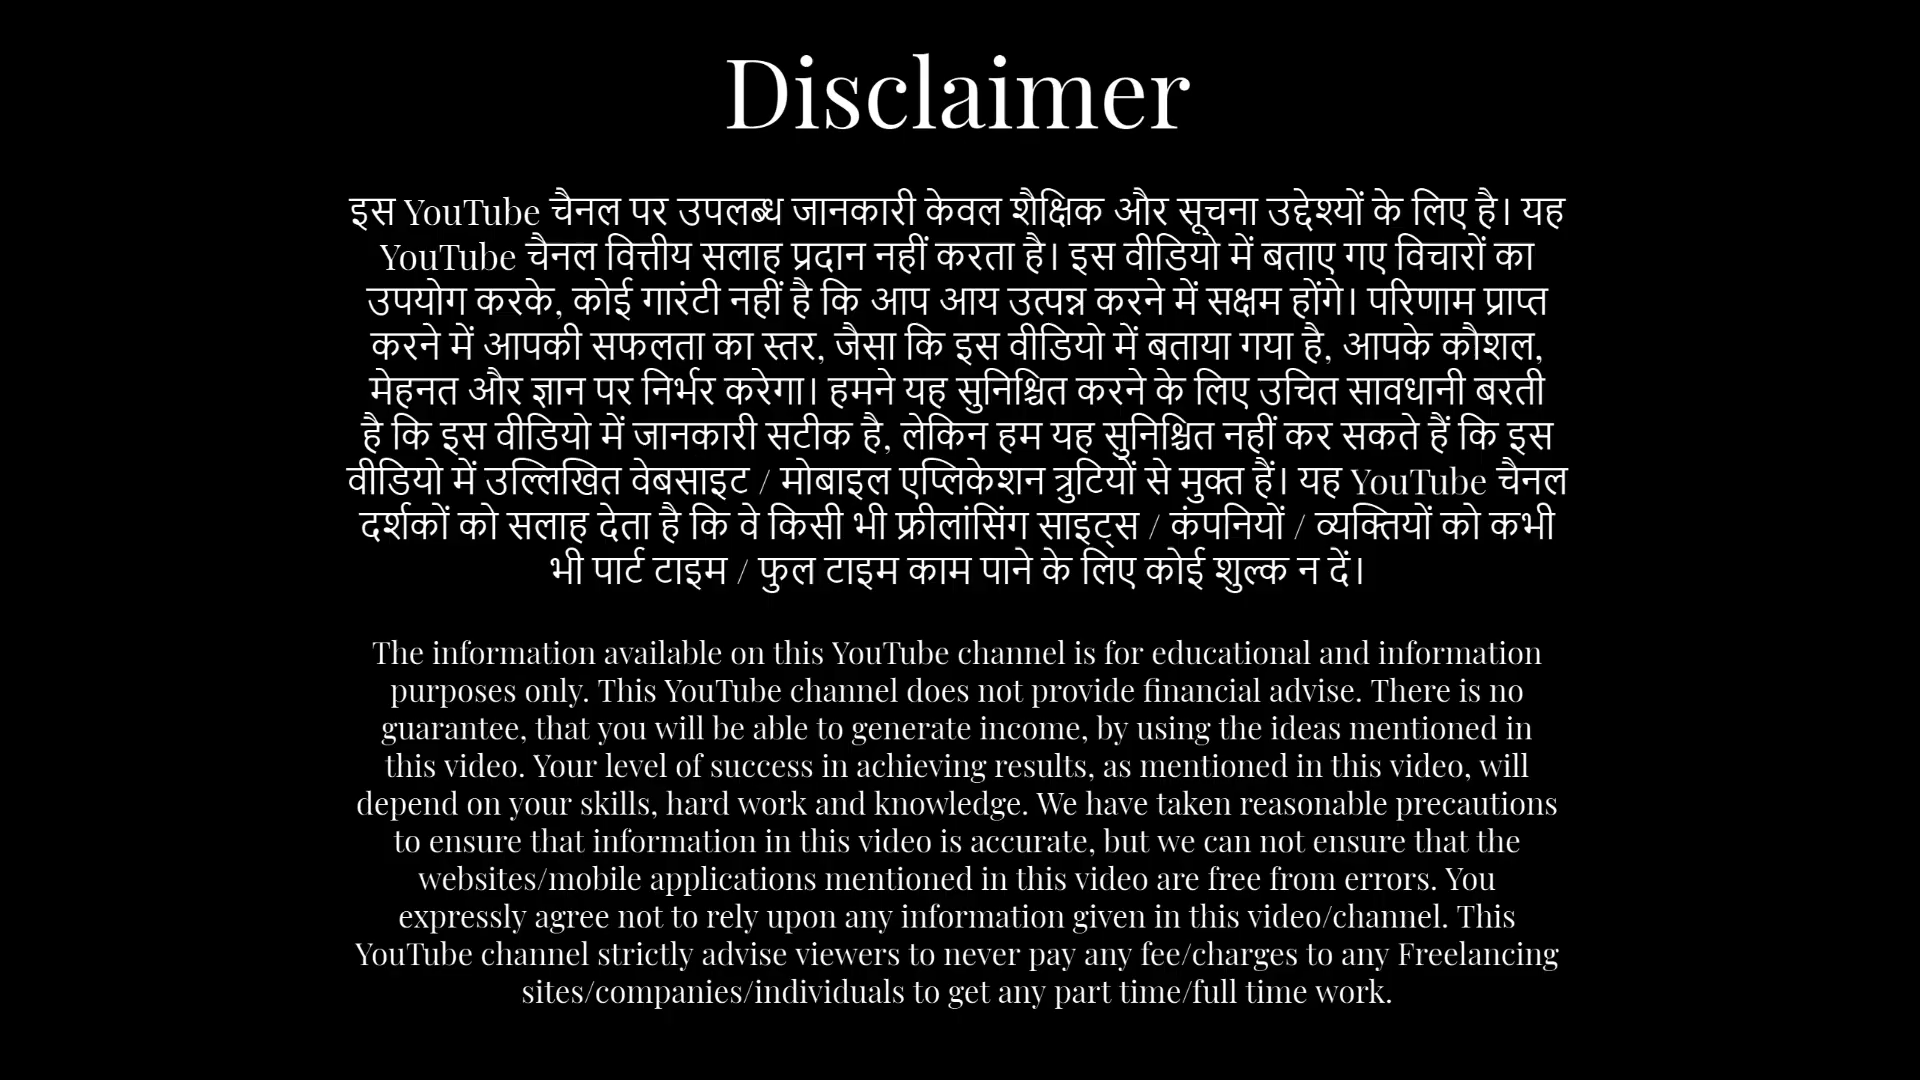 Disclaimer
इस YouTube चैनल पर उपलब्ध जानकारी केवल शैक्षिक और सूचना उद्देश्यों के लिए है। यह
YouTube चैनल वित्तीय सलाह प्रदान नहीं करता है। इस वीडियो में बताए गए विचारों का
उपयोग करके, कोई गारंटी नहीं है कि आप आय उत्पन्न करने में सक्षम होंगे। परिणाम प्राप्त
करने में आपकी सफलता का स्तर, जैसा कि इस वीडियो में बताया गया है, आपके कौशल,
मेहनत और ज्ञान पर निर्भर करेगा। हमने यह सुनिश्चित करने के लिए उचित सावधानी बरती
है कि इस वीडियो में जानकारी सटीक है, लेकिन हम यह सुनिश्चित नहीं कर सकते हैं कि इस
वीडियो में उल्लिखित वेबसाइट / मोबाइल एप्लिकेशन त्रुटियों से मुक्त हैं। यह YouTube चैनल
दर्शकों को सलाह देता है कि वे किसी भी फ्रीलांसिंग साइट्स / कंपनियों / व्यक्तियों को कभी
भी पार्ट टाइम / फुल टाइम काम पाने के लिए कोई शुल्क न दें।
The information available on this YouTube channel is for educational and information
purposes only. This YouTube channel does not provide financial advise. There is no
guarantee, that you will be able to generate income, by using the ideas mentioned in
this video. Your level of success in achieving results, as mentioned in this video, will
depend on your skills, hard work and knowledge. We have taken reasonable precautions
to ensure that information in this video is accurate, but we can not ensure that the
websites/mobile applications mentioned in this video are free from errors. You
expressly agree not to rely upon any information given in this video/channel. This
YouTube channel strictly advise viewers to never pay any fee/charges to any Freelancing
sites/companies/individuals to get any part time/full time work.